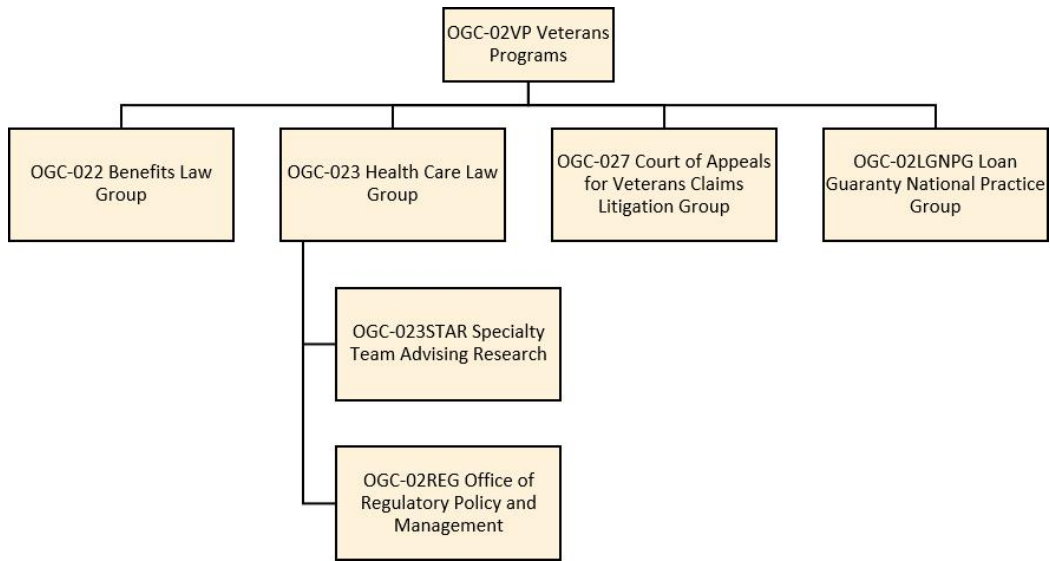 OGC-02VP Veterans
Programs
OGC-022 Benefits Law
Group
OGC-023 Health Care Law
Group
OGC-027 Court of Appeals
for Veterans Claims
Litigation Group
OGC-02LGNPG Loan
Guaranty National Practice
Group
OGC-023STAR Specialty
Team Advising Research
OGC-02REG Office of
Regulatory Policy and
Management